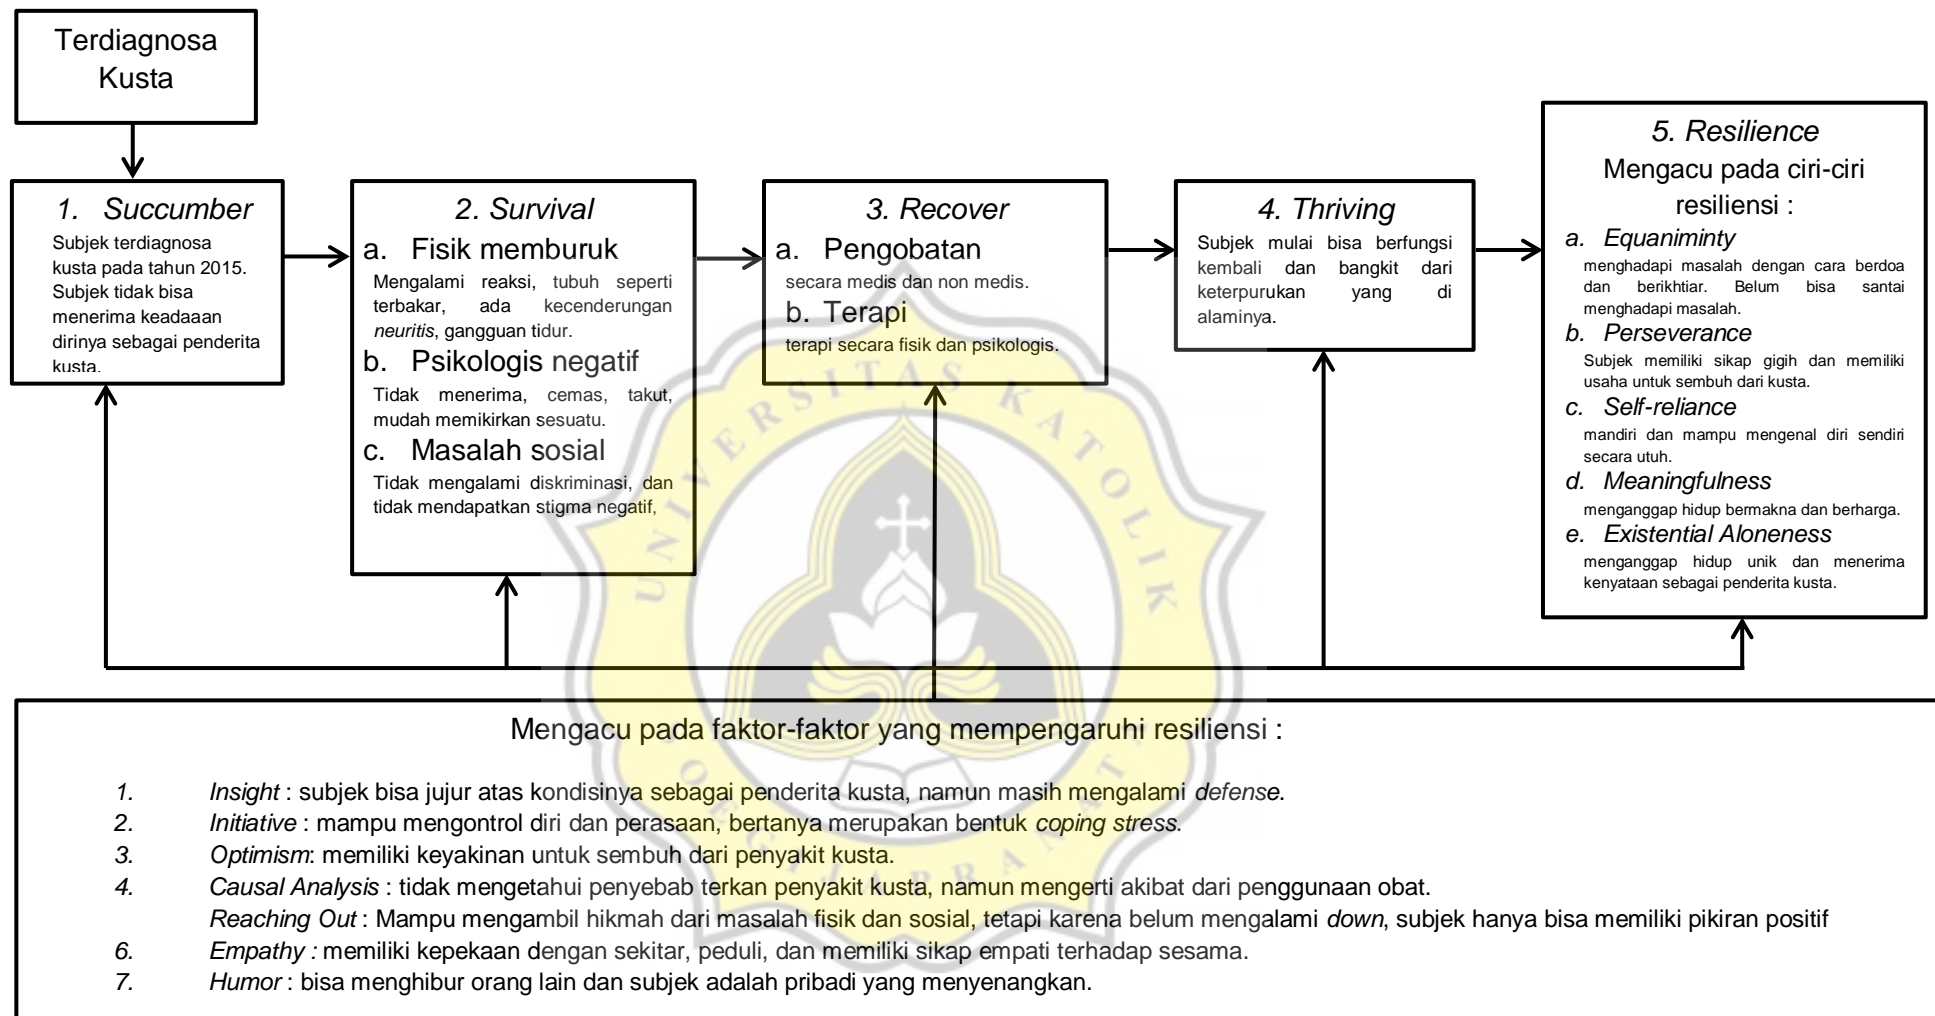 Terdiagnosa
Kusta
1. Succumber
Subjek terdiagnosa
kusta pada tahun 2015.
Subjek tidak bisa
menerima keadaaan
dirinya sebagai penderita
kusta.
2. Survival
a. Fisik memburuk
Mengalami reaksi, tubuh seperti
terbakar, ada kecenderungan
neuritis, gangguan tidur.
b. Psikologis negatif
Tidak menerima, cemas, takut,
mudah memikirkan sesuatu.
c. Masalah sosial
Tidak mengalami diskriminasi, dan
tidak mendapatkan stigma negatif,
3. Recover
a. Pengobatan
secara medis dan non medis.
b. Terapi
terapi secara fisik dan psikologis.
4. Thriving
Subjek mulai bisa berfungsi
kembali dan bangkit dari
keterpurukan yang di
alaminya.
5. Resilience
Mengacu pada ciri-ciri
resiliensi :
a. Equaniminty
menghadapi masalah dengan cara berdoa
dan berikhtiar. Belum bisa santai
menghadapi masalah.
b. Perseverance
Subjek memiliki sikap gigih dan memiliki
usaha untuk sembuh dari kusta.
c. Self-reliance
mandiri dan mampu mengenal diri sendiri
secara utuh.
d. Meaningfulness
menganggap hidup bermakna dan berharga.
e. Existential Aloneness
menganggap hidup unik dan menerima
kenyataan sebagai penderita kusta.
UNIVERSITAS KATOLIK
SOEGIJAPRANATA
Mengacu pada faktor-faktor yang mempengaruhi resiliensi :
1. Insight : subjek bisa jujur atas kondisinya sebagai penderita kusta, namun masih mengalami defense.
2. Initiative : mampu mengontrol diri dan perasaan, bertanya merupakan bentuk coping stress.
3. Optimism: memiliki keyakinan untuk sembuh dari penyakit kusta.
4. Causal Analysis : tidak mengetahui penyebab terkan penyakit kusta, namun mengerti akibat dari penggunaan obat.
Reaching Out : Mampu mengambil hikmah dari masalah fisik dan sosial, tetapi karena belum mengalami down, subjek hanya bisa memiliki pikiran positif
6. Empathy : memiliki kepekaan dengan sekitar, peduli, dan memiliki sikap empati terhadap sesama.
7. Humor : bisa menghibur orang lain dan subjek adalah pribadi yang menyenangkan.